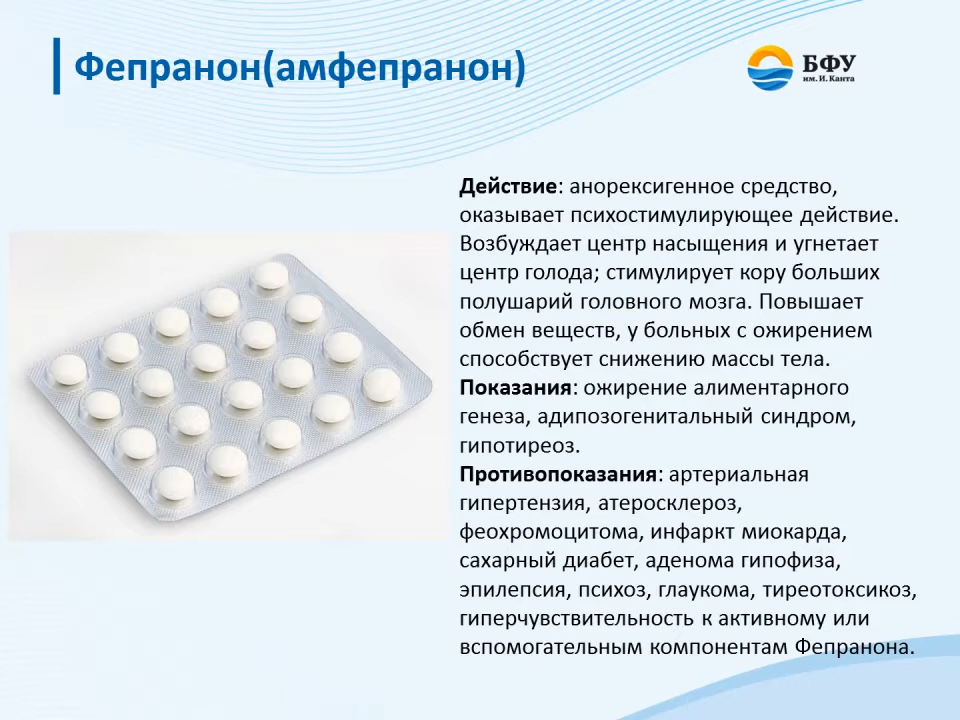 Фепранон(амфепранон)
БФУ
им. И. Канта
Действие: анорексигенное средство,
оказывает психостимулирующее действие.
Возбуждает центр насыщения и угнетает
центр голода; стимулирует кору больших
полушарий головного мозга. Повышает
обмен веществ, у больных с ожирением
способствует снижению массы тела.
Показания: ожирение алиментарного
генеза, адипозогенитальный синдром,
гипотиреоз.
Противопоказания: артериальная
гипертензия, атеросклероз,
феохромоцитома, инфаркт миокарда,
сахарный диабет, аденома гипофиза,
эпилепсия, психоз, глаукома, тиреотоксикоз,
гиперчувствительность к активному или
вспомогательным компонентам Фепранона.